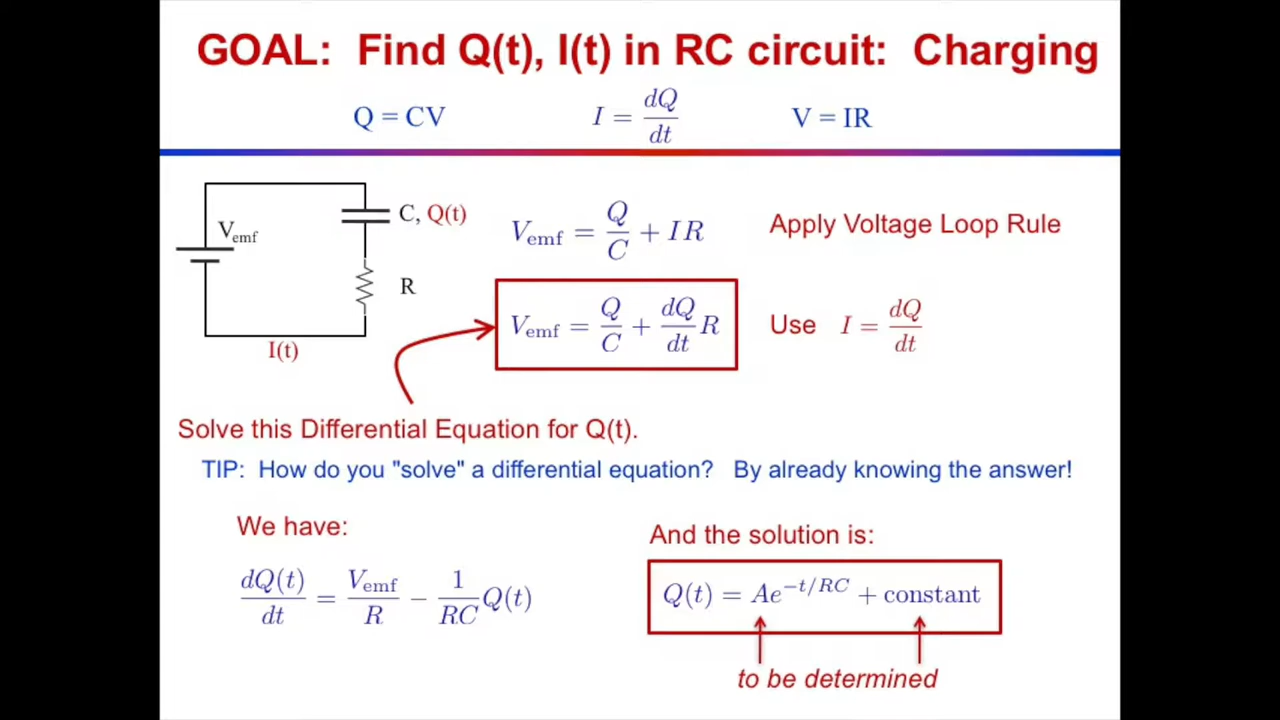 GOAL: Find Q(t), I(t) in RC circuit: Charging
Q = CV
I = dQ/dt
V = IR
V_emf
C, Q(t)
R
I(t)
V_emf = Q/C + IR
Apply Voltage Loop Rule
V_emf = Q/C + dQ/dt R
Use I = dQ/dt
Solve this Differential Equation for Q(t).
TIP: How do you "solve" a differential equation? By already knowing the answer!
We have:
dQ(t)/dt = V_emf/R − 1/RC Q(t)
And the solution is:
Q(t) = Ae^{−t/RC} + constant
to be determined